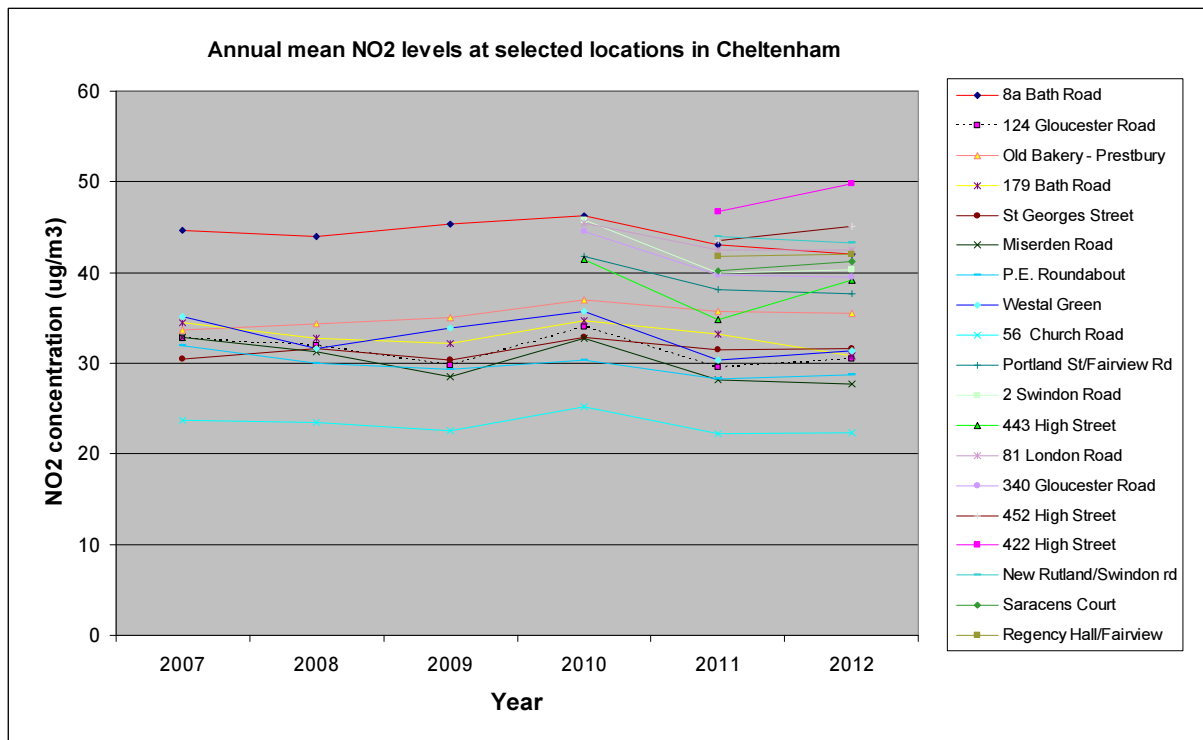 Annual mean NO2 levels at selected locations in Cheltenham
NO2 concentration (ug/m3)
60
50
40
30
20
10
0
2007 2008 2009 2010 2011 2012
Year
8a Bath Road
124 Gloucester Road
Old Bakery - Prestbury
179 Bath Road
St Georges Street
Miserden Road
P.E. Roundabout
Westal Green
56 Church Road
Portland St/Fairview Rd
2 Swindon Road
443 High Street
81 London Road
340 Gloucester Road
452 High Street
422 High Street
New Rutland/Swindon rd
Saracens Court
Regency Hall/Fairview